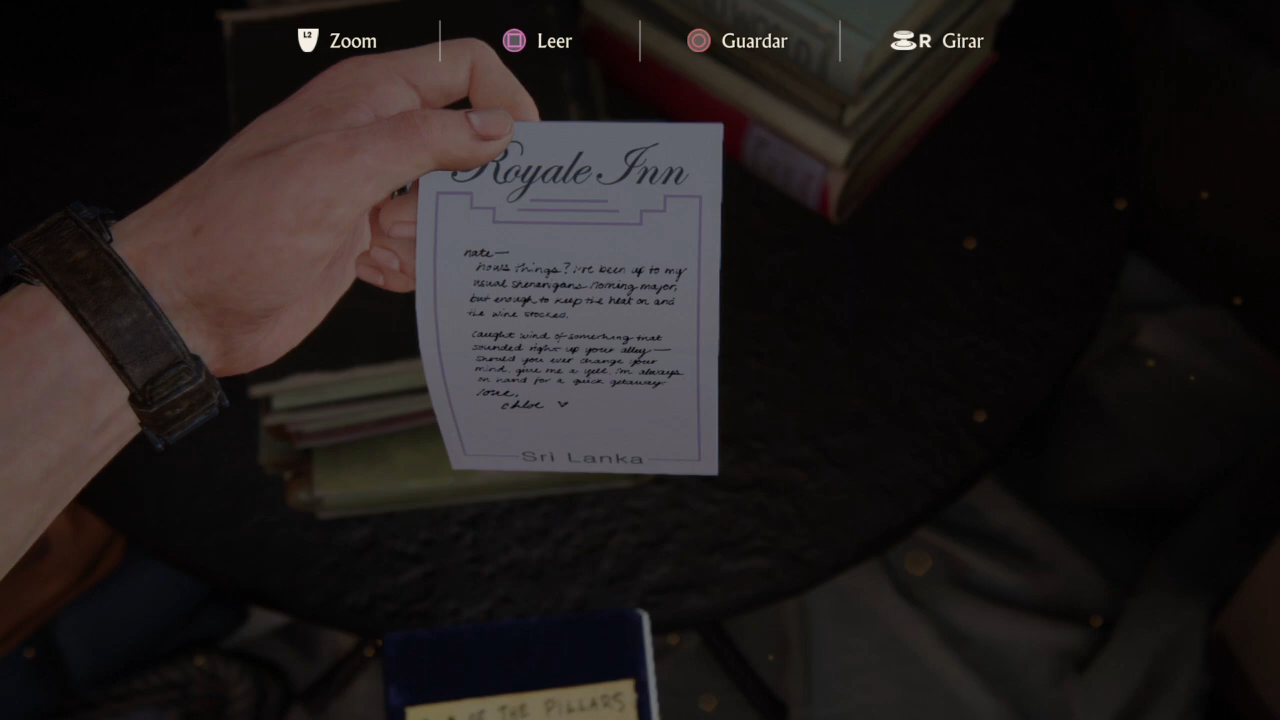 L2 Zoom
Leer
Guardar
R Girar
Royale Inn
nate—
how's things? i've been up to my
usual shenanigans. noming major,
but enough to keep the heat on and
the wine stocked.
caught wind of something that
sounded right up your alley—
should you ever change your
mind, give me a yell. i'm always
on hand for a quick getaway
love,
chloe
Sri Lanka
OF THE PILLARS